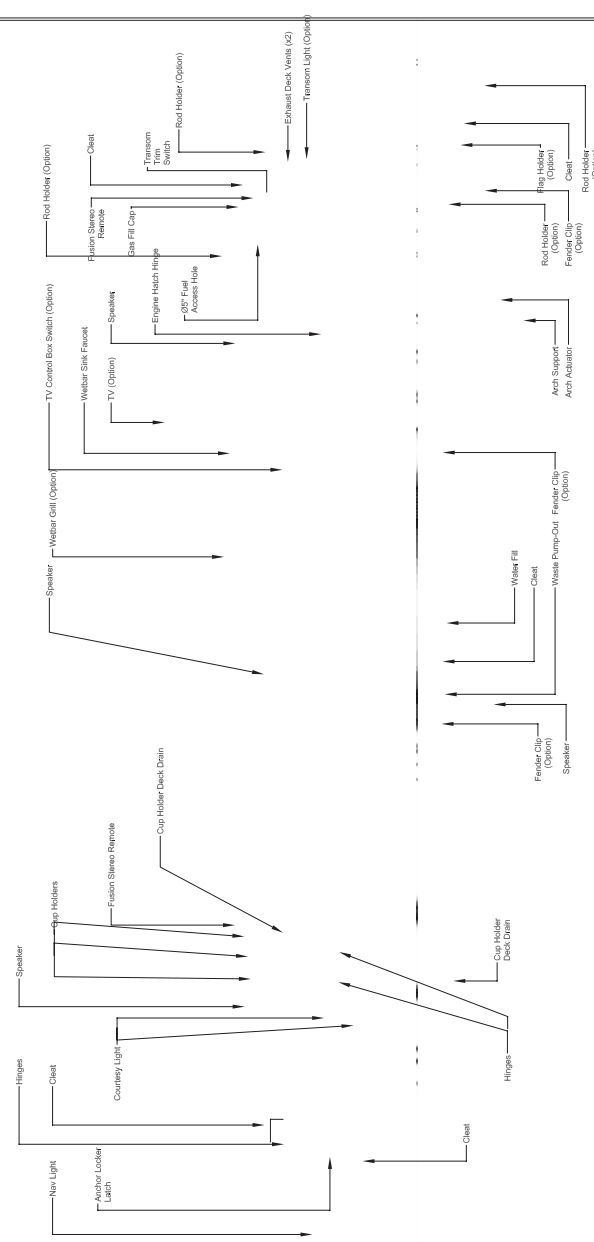 Exhaust Deck Vents (x2)
Transom Light (Option)
Rod Holder (Option)
Transom
Trim
Switch
Cleat
Rod Holder (Option)
Fusion Stereo
Remote
Gas Fill Cap
Engine Hatch Hinge
Ø5" Fuel
Access Hole
Speaker
TV Control Box Switch (Option)
Wetbar Sink Faucet
TV (Option)
Wetbar Grill (Option)
Speaker
Cup Holder Deck Drain
Fusion Stereo Remote
Cup Holders
Speaker
Courtesy Light
Hinges
Cleat
Nav Light
Anchor Locker
Latch
Rod Holder
(Option)
Cleat
Flag Holder
(Option)
Fender Clip
(Option)
Rod Holder
(Option)
Arch Support
Arch Actuator
Fender Clip
(Option)
Waste Pump-Out
Water Fill
Cleat
Fender Clip
(Option)
Speaker
Cup Holder
Deck Drain
Hinges
Cleat